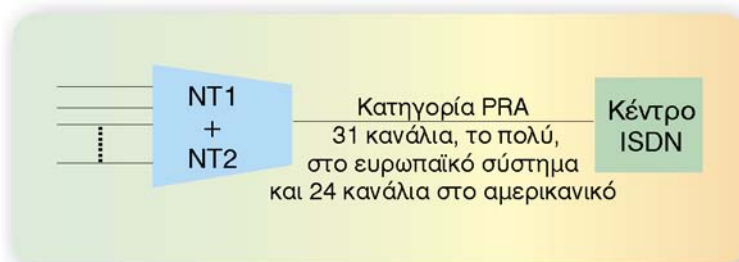 NT1
+
NT2
Κατηγορία PRA
31 κανάλια, το πολύ,
στο ευρωπαϊκό σύστημα
και 24 κανάλια στο αμερικανικό
Κέντρο
ISDN